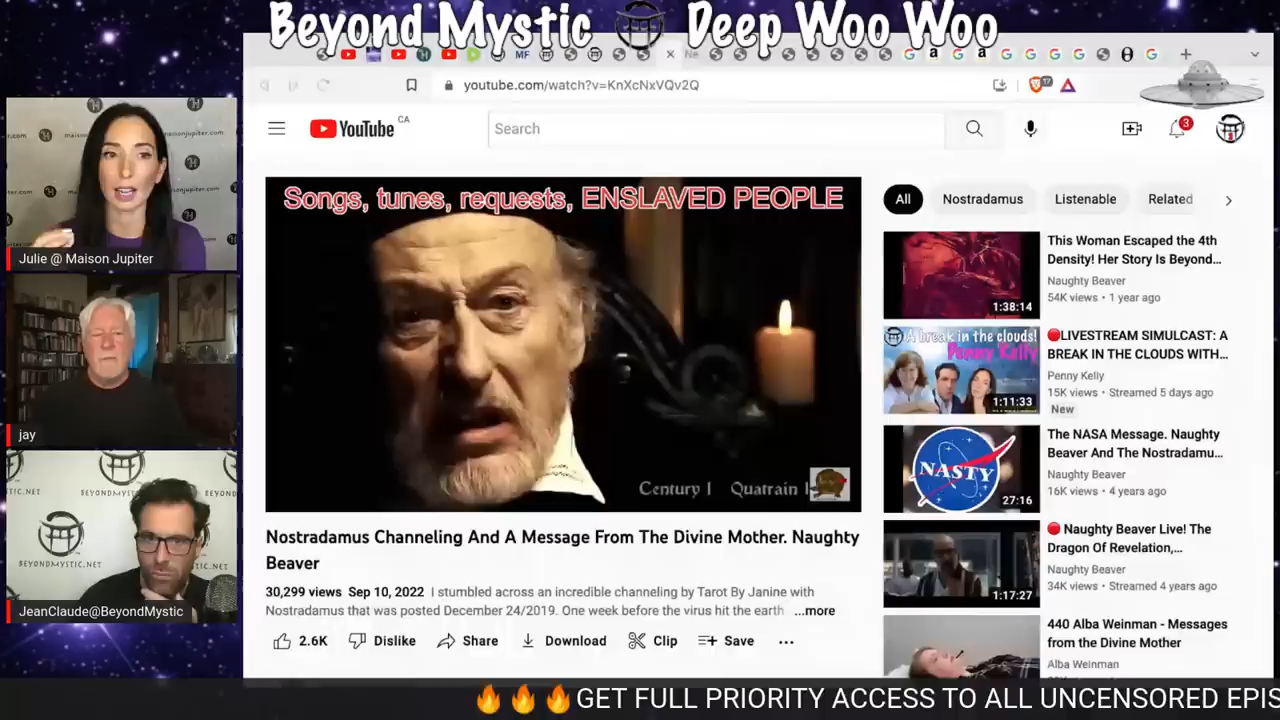 Beyond Mystic Deep Woo Woo
MF
youtube.com/watch?v=KnXcNxVQv2Q
17
YouTube CA
Search
3
maisonjupiter.com
Julie @ Maison Jupiter
jay
BEYONDMYSTIC.NET
BEYONDMYSTIC.NET
JeanClaude@BeyondMystic
Songs, tunes, requests, ENSLAVED PEOPLE
Century I Quatrain I
Nostradamus Channeling And A Message From The Divine Mother. Naughty
Beaver
30,299 views Sep 10, 2022 I stumbled across an incredible channeling by Tarot By Janine with
Nostradamus that was posted December 24/2019. One week before the virus hit the earth ...more
2.6K Dislike Share Download Clip Save
All Nostradamus Listenable Related
This Woman Escaped the 4th
Density! Her Story Is Beyond...
Naughty Beaver
54K views • 1 year ago
1:38:14
A break in the clouds!
Penny Kelly
1:11:33
🔴LIVESTREAM SIMULCAST: A
BREAK IN THE CLOUDS WITH...
Penny Kelly
15K views • Streamed 5 days ago
New
NASTY
27:16
The NASA Message. Naughty
Beaver And The Nostradamu...
Naughty Beaver
16K views • 4 years ago
1:17:27
🔴 Naughty Beaver Live! The
Dragon Of Revelation,...
Naughty Beaver
34K views • Streamed 4 years ago
440 Alba Weinman - Messages
from the Divine Mother
Alba Weinman
🔥🔥🔥GET FULL PRIORITY ACCESS TO ALL UNCENSORED EPIS